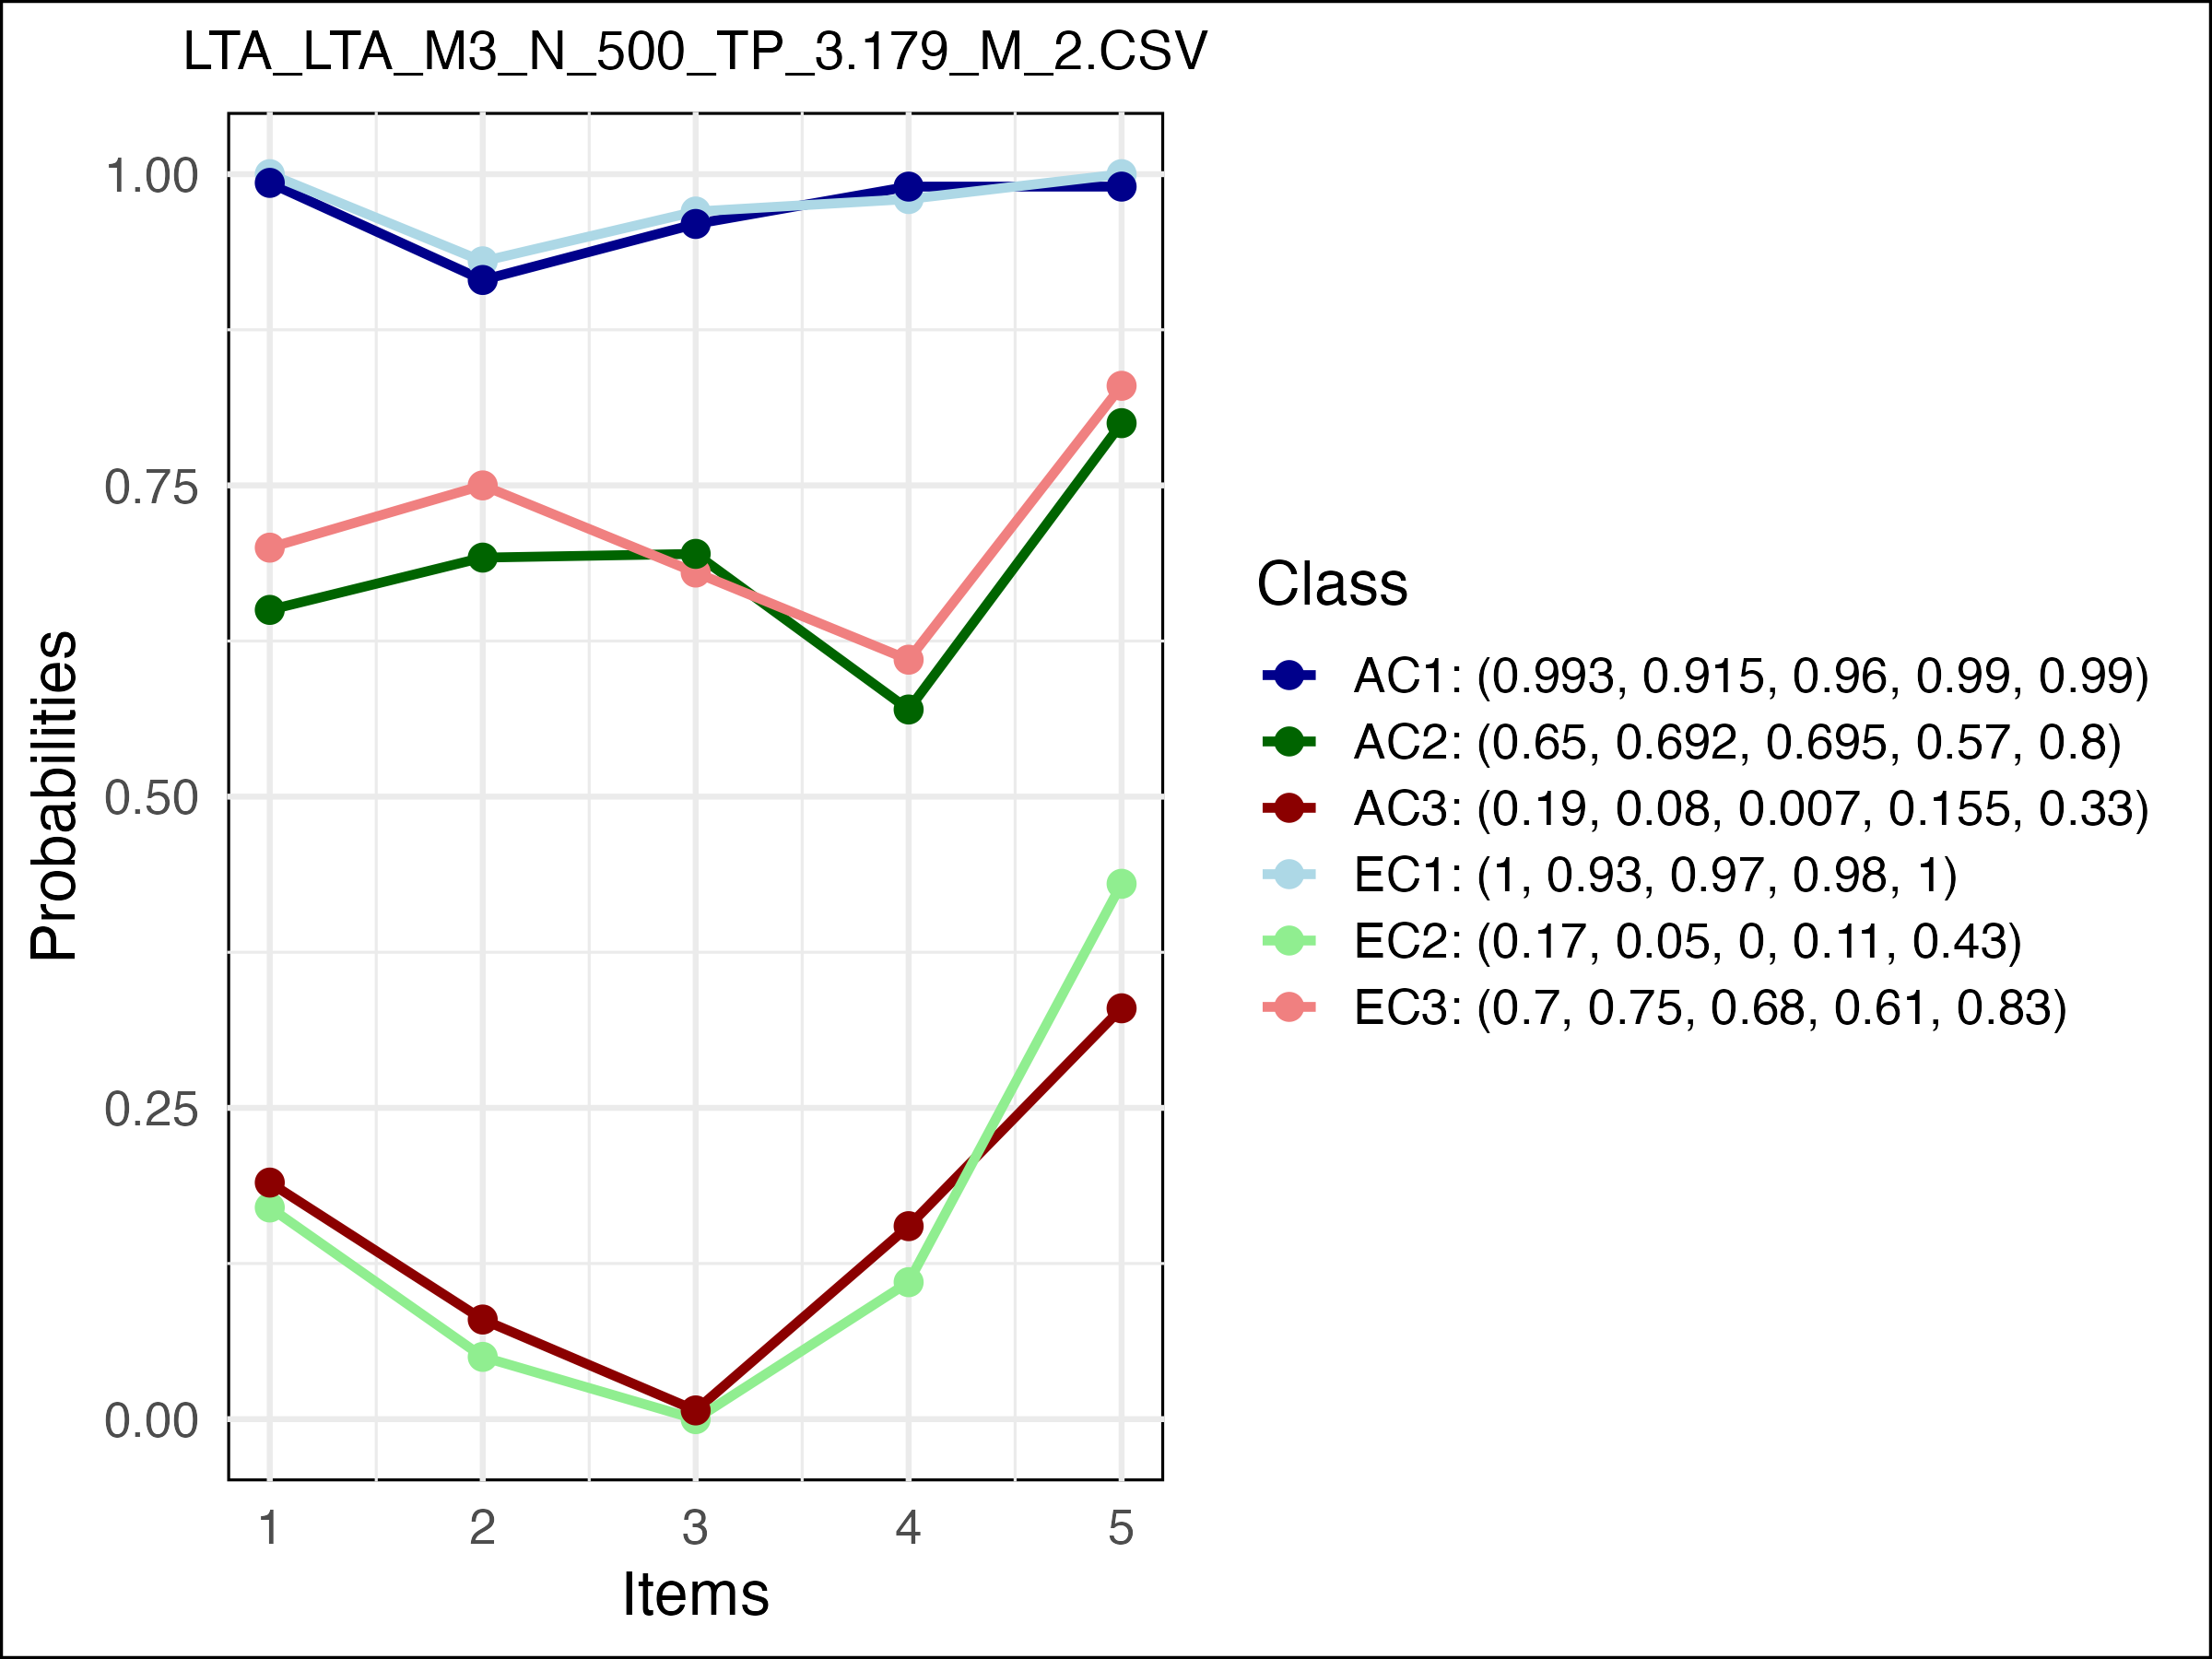 LTA_LTA_M3_N_500_TP_3.179_M_2.CSV
1.00
0.75
0.50
0.25
0.00
Probabilities
1 2 3 4 5
Items
Class
AC1: (0.993, 0.915, 0.96, 0.99, 0.99)
AC2: (0.65, 0.692, 0.695, 0.57, 0.8)
AC3: (0.19, 0.08, 0.007, 0.155, 0.33)
EC1: (1, 0.93, 0.97, 0.98, 1)
EC2: (0.17, 0.05, 0, 0.11, 0.43)
EC3: (0.7, 0.75, 0.68, 0.61, 0.83)